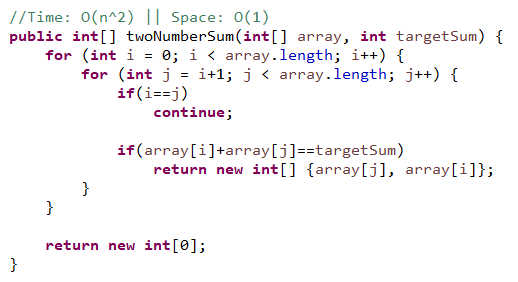 //Time: O(n^2) || Space: O(1)
public int[] twoNumberSum(int[] array, int targetSum) {
    for (int i = 0; i < array.length; i++) {
        for (int j = i+1; j < array.length; j++) {
            if(i==j)
                continue;

            if(array[i]+array[j]==targetSum)
                return new int[] {array[j], array[i]};
        }
    }

    return new int[0];
}